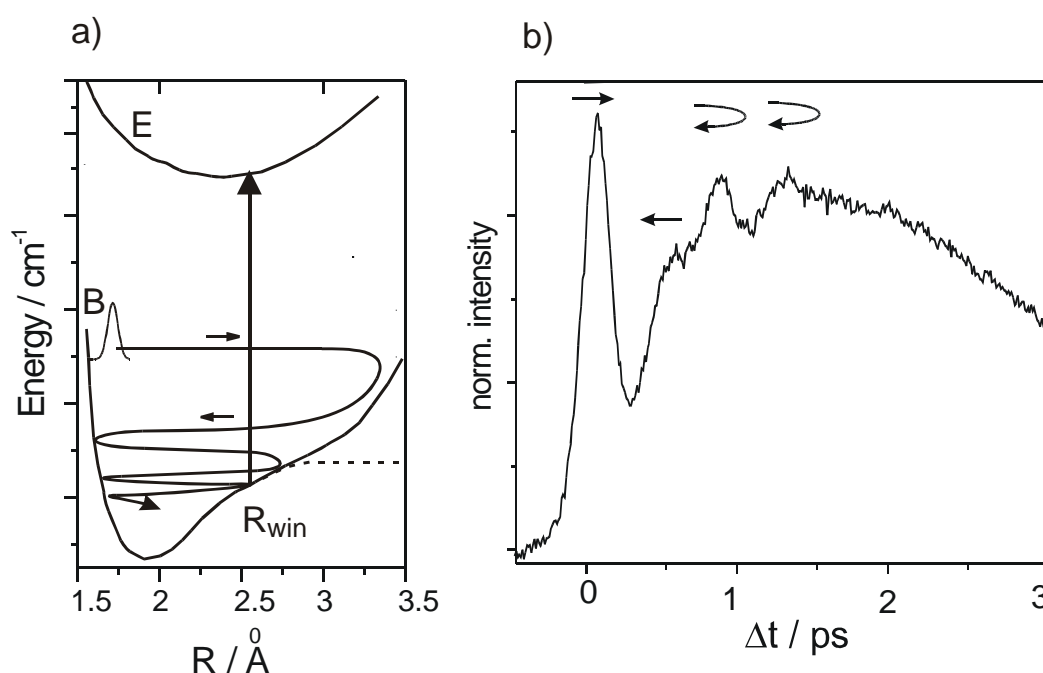 a)
E
B
Energy / cm-1
Rwin
1.5 2 2.5 3 3.5
R / Å
b)
norm. intensity
0 1 2 3
Δt / ps